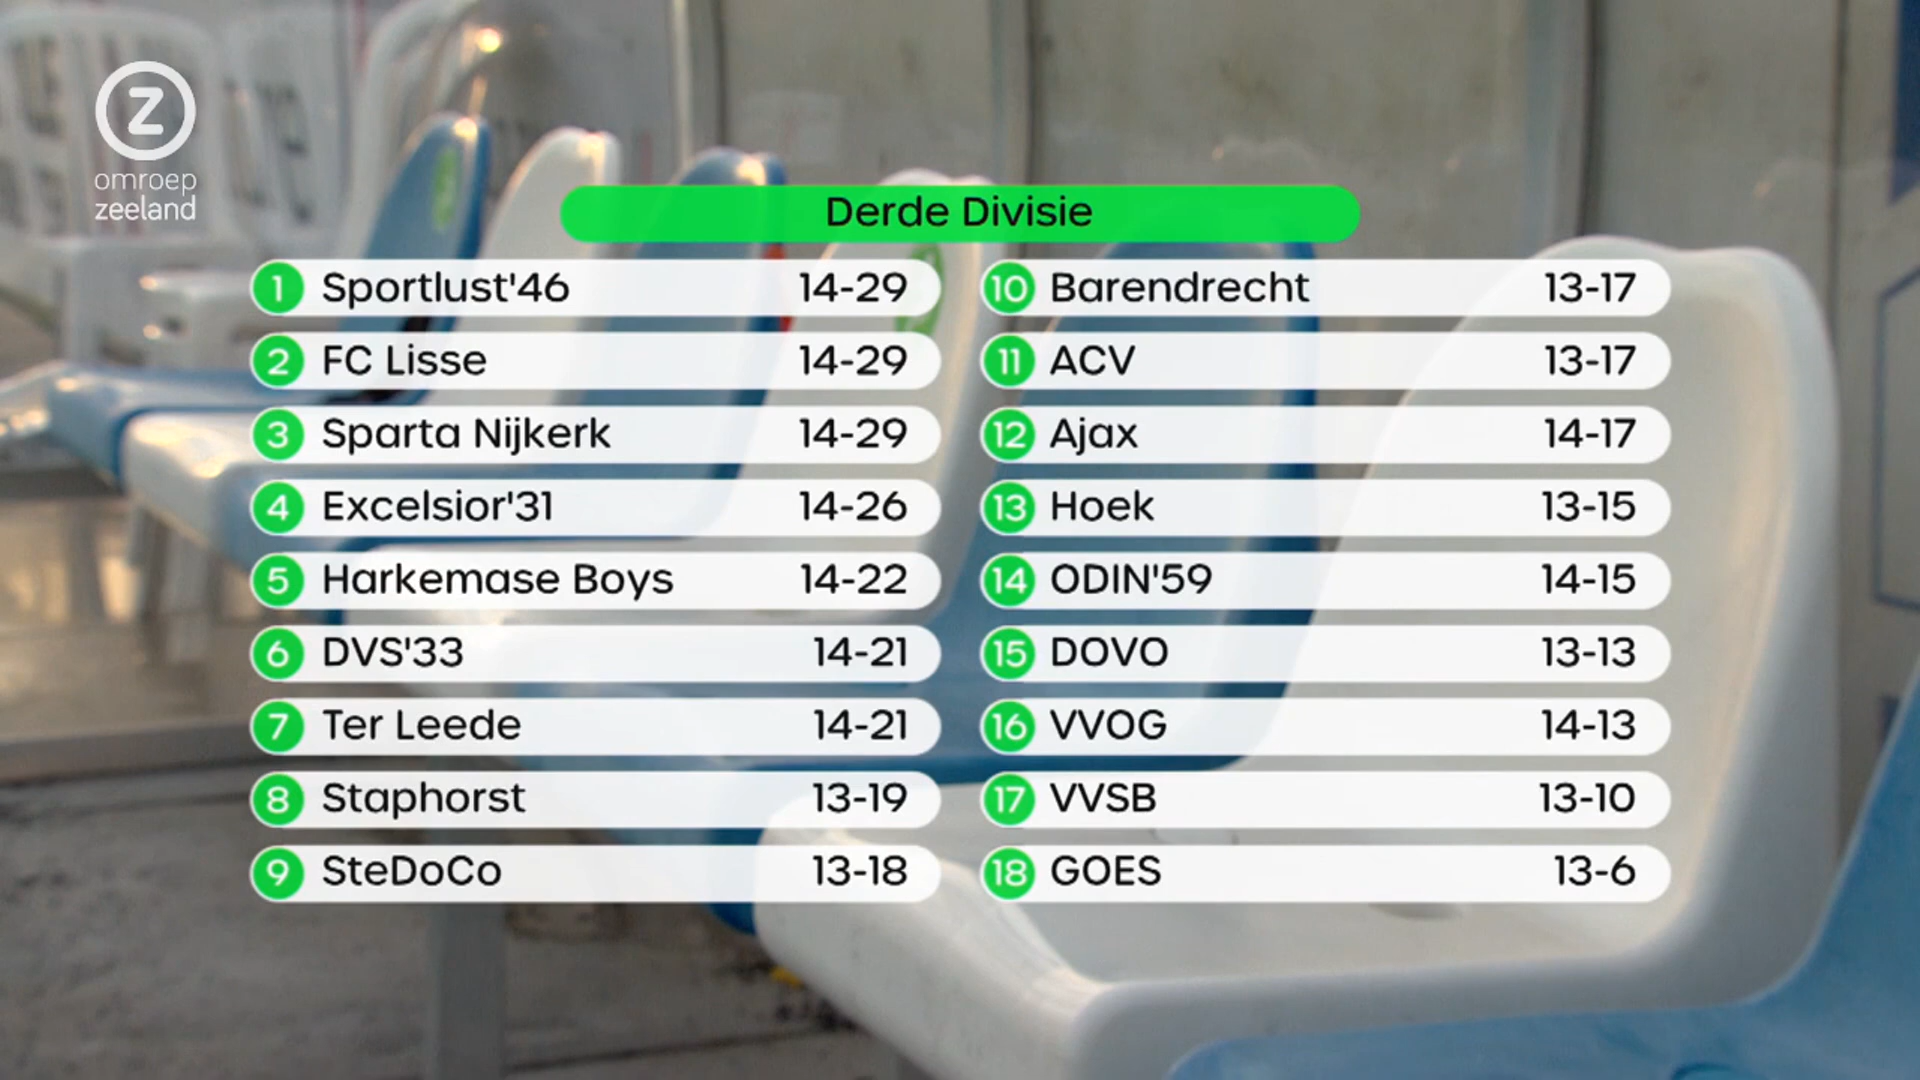 Z
omroep
zeeland
Derde Divisie
1 Sportlust'46 14-29
2 FC Lisse 14-29
3 Sparta Nijkerk 14-29
4 Excelsior'31 14-26
5 Harkemase Boys 14-22
6 DVS'33 14-21
7 Ter Leede 14-21
8 Staphorst 13-19
9 SteDoCo 13-18
10 Barendrecht 13-17
11 ACV 13-17
12 Ajax 14-17
13 Hoek 13-15
14 ODIN'59 14-15
15 DOVO 13-13
16 VVOG 14-13
17 VVSB 13-10
18 GOES 13-6